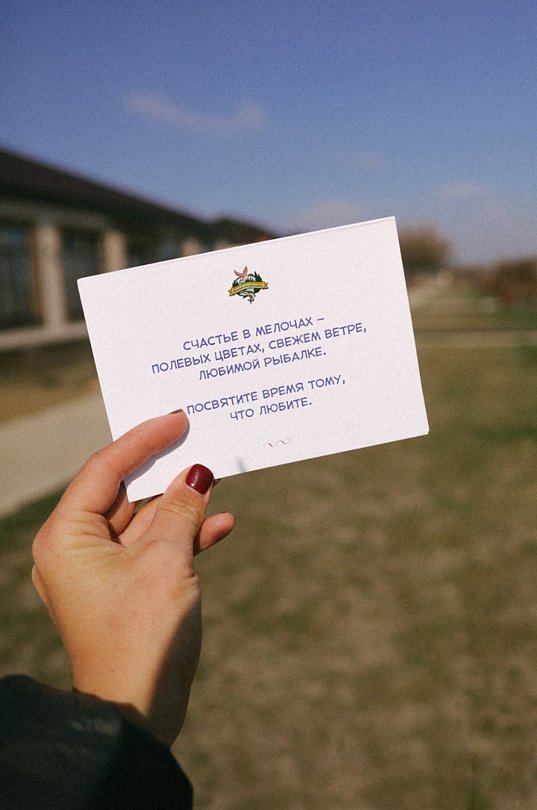 СЧАСТЬЕ В МЕЛОЧАХ –
ПОЛЕВЫХ ЦВЕТАХ, СВЕЖЕМ ВЕТРЕ,
ЛЮБИМОЙ РЫБАЛКЕ.
ПОСВЯТИТЕ ВРЕМЯ ТОМУ,
ЧТО ЛЮБИТЕ.